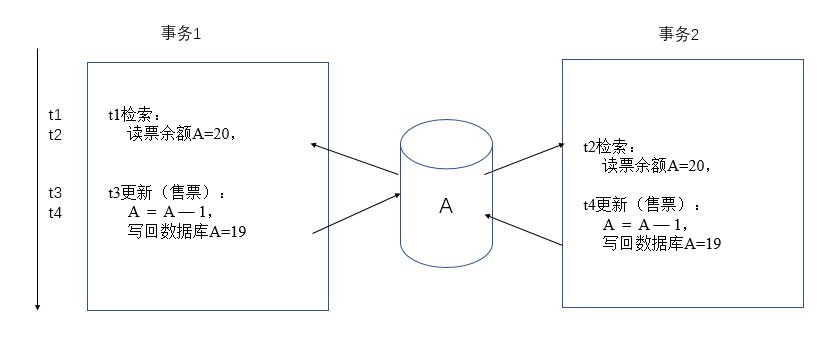 事务1
事务2
t1
t2
t3
t4
t1检索：
读票余额A=20，
t3更新（售票）：
A = A — 1，
写回数据库A=19
A
t2检索：
读票余额A=20，
t4更新（售票）：
A = A — 1，
写回数据库A=19